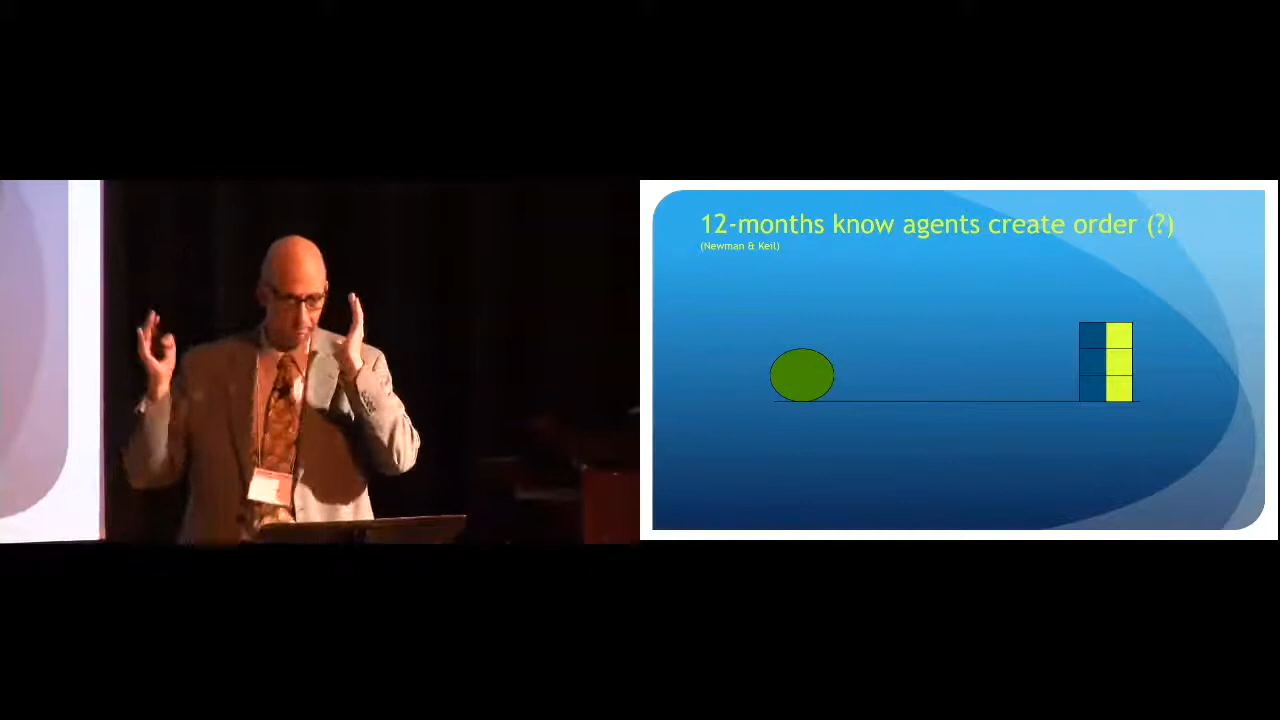 12-months know agents create order (?)
(Newman & Keil)